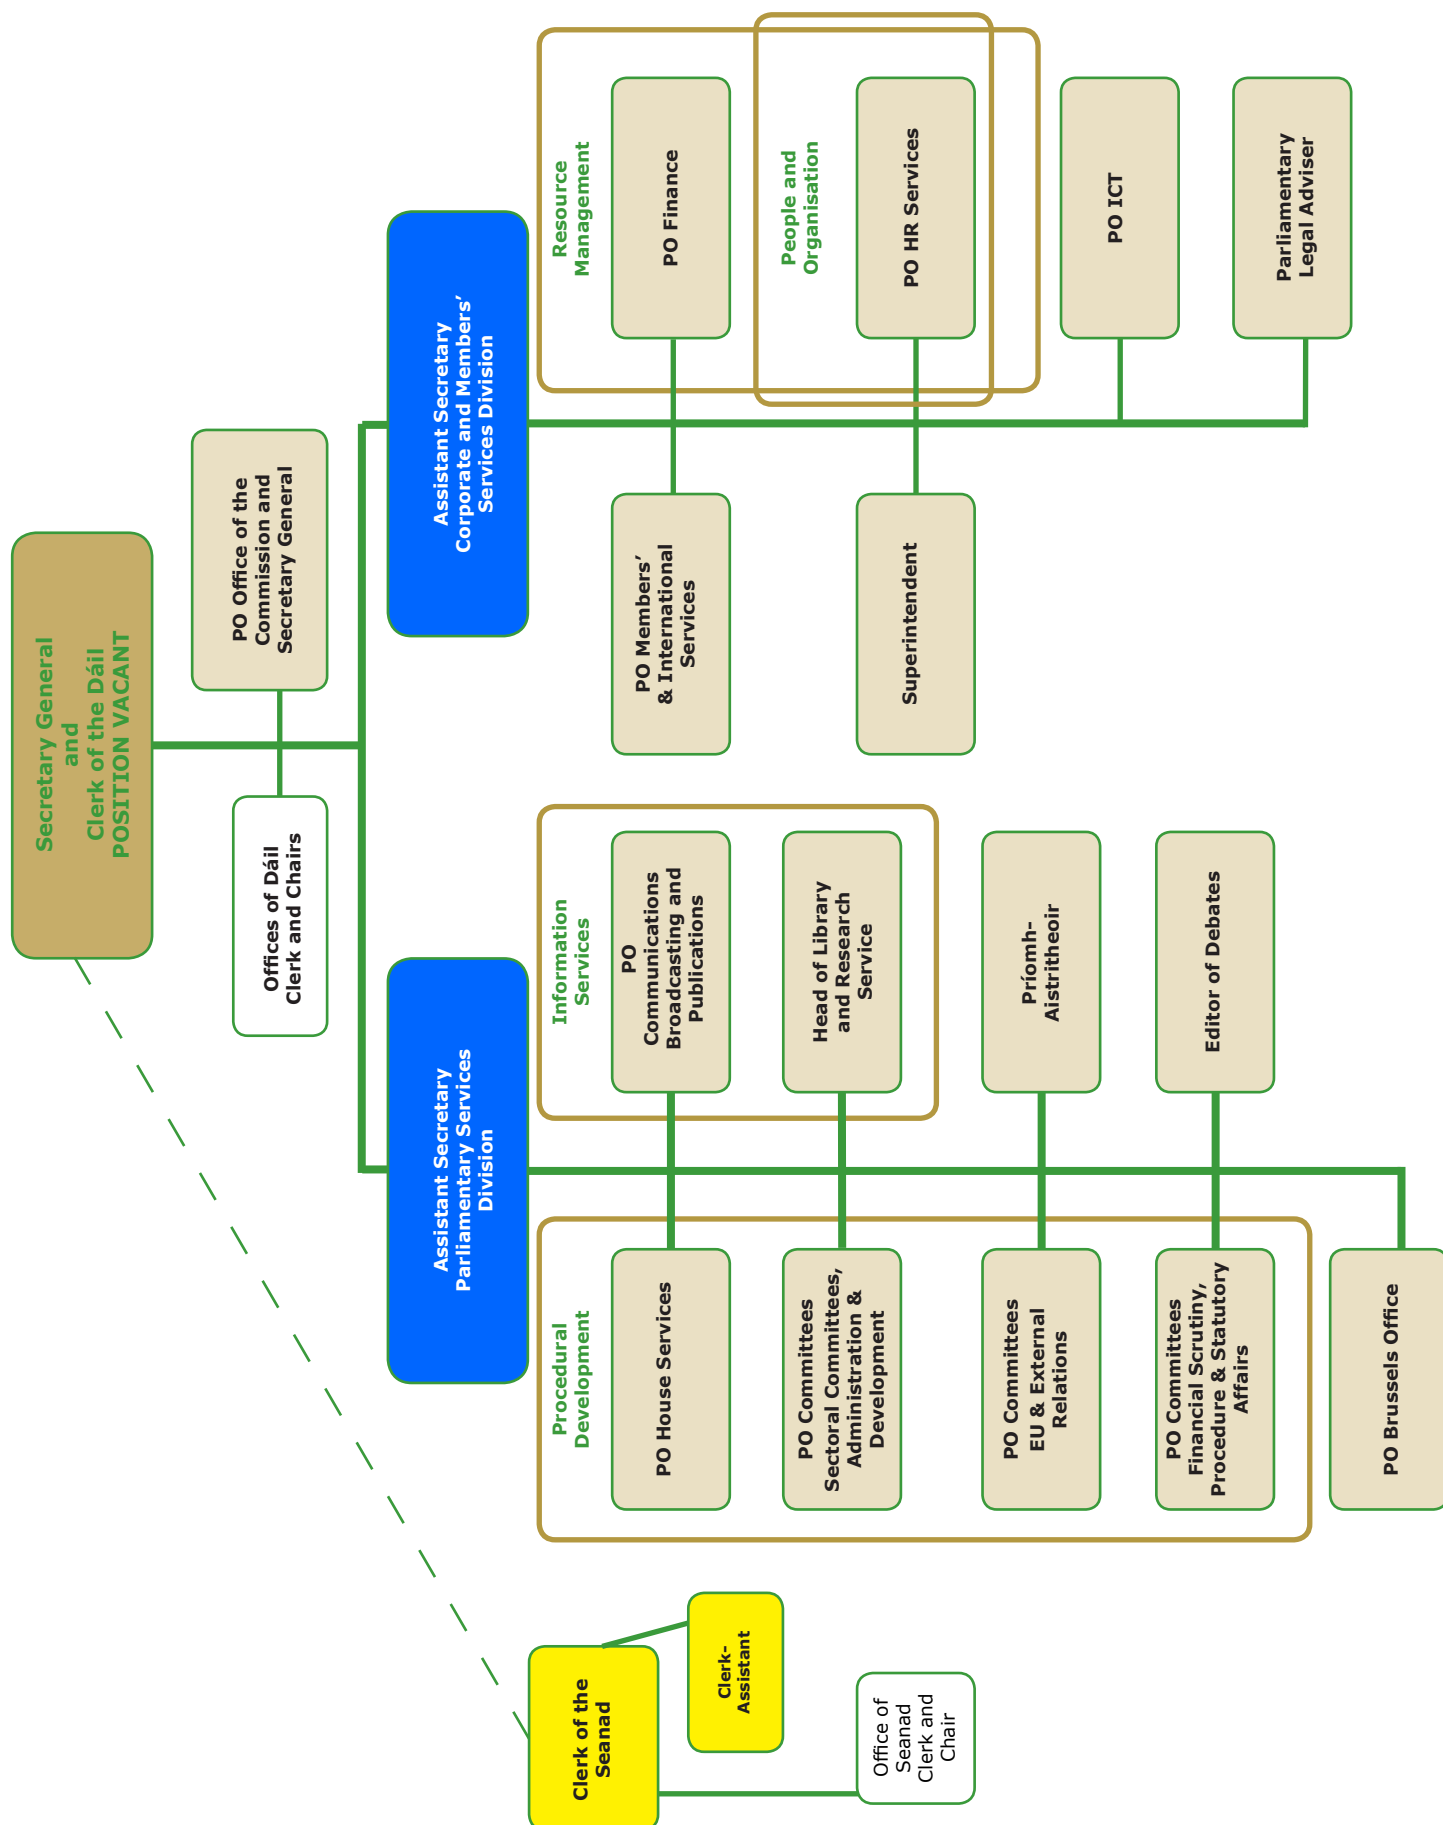 Secretary General
and
Clerk of the Dáil
POSITION VACANT
Offices of Dáil
Clerk and Chairs
PO Office of the
Commission and
Secretary General
Assistant Secretary
Parliamentary Services
Division
Assistant Secretary
Corporate and Members’
Services Division
Clerk of the
Seanad
Clerk-
Assistant
Office of
Seanad
Clerk and
Chair
Procedural
Development
PO House Services
PO Committees
Sectoral Committees,
Administration &
Development
PO Committees
EU & External
Relations
PO Committees
Financial Scrutiny,
Procedure & Statutory
Affairs
PO Brussels Office
Information
Services
PO
Communications
Broadcasting and
Publications
Head of Library
and Research
Service
Príomh-
Aistritheoir
Editor of Debates
PO Members’
& International
Services
Superintendent
Resource
Management
PO Finance
People and
Organisation
PO HR Services
PO ICT
Parliamentary
Legal Adviser